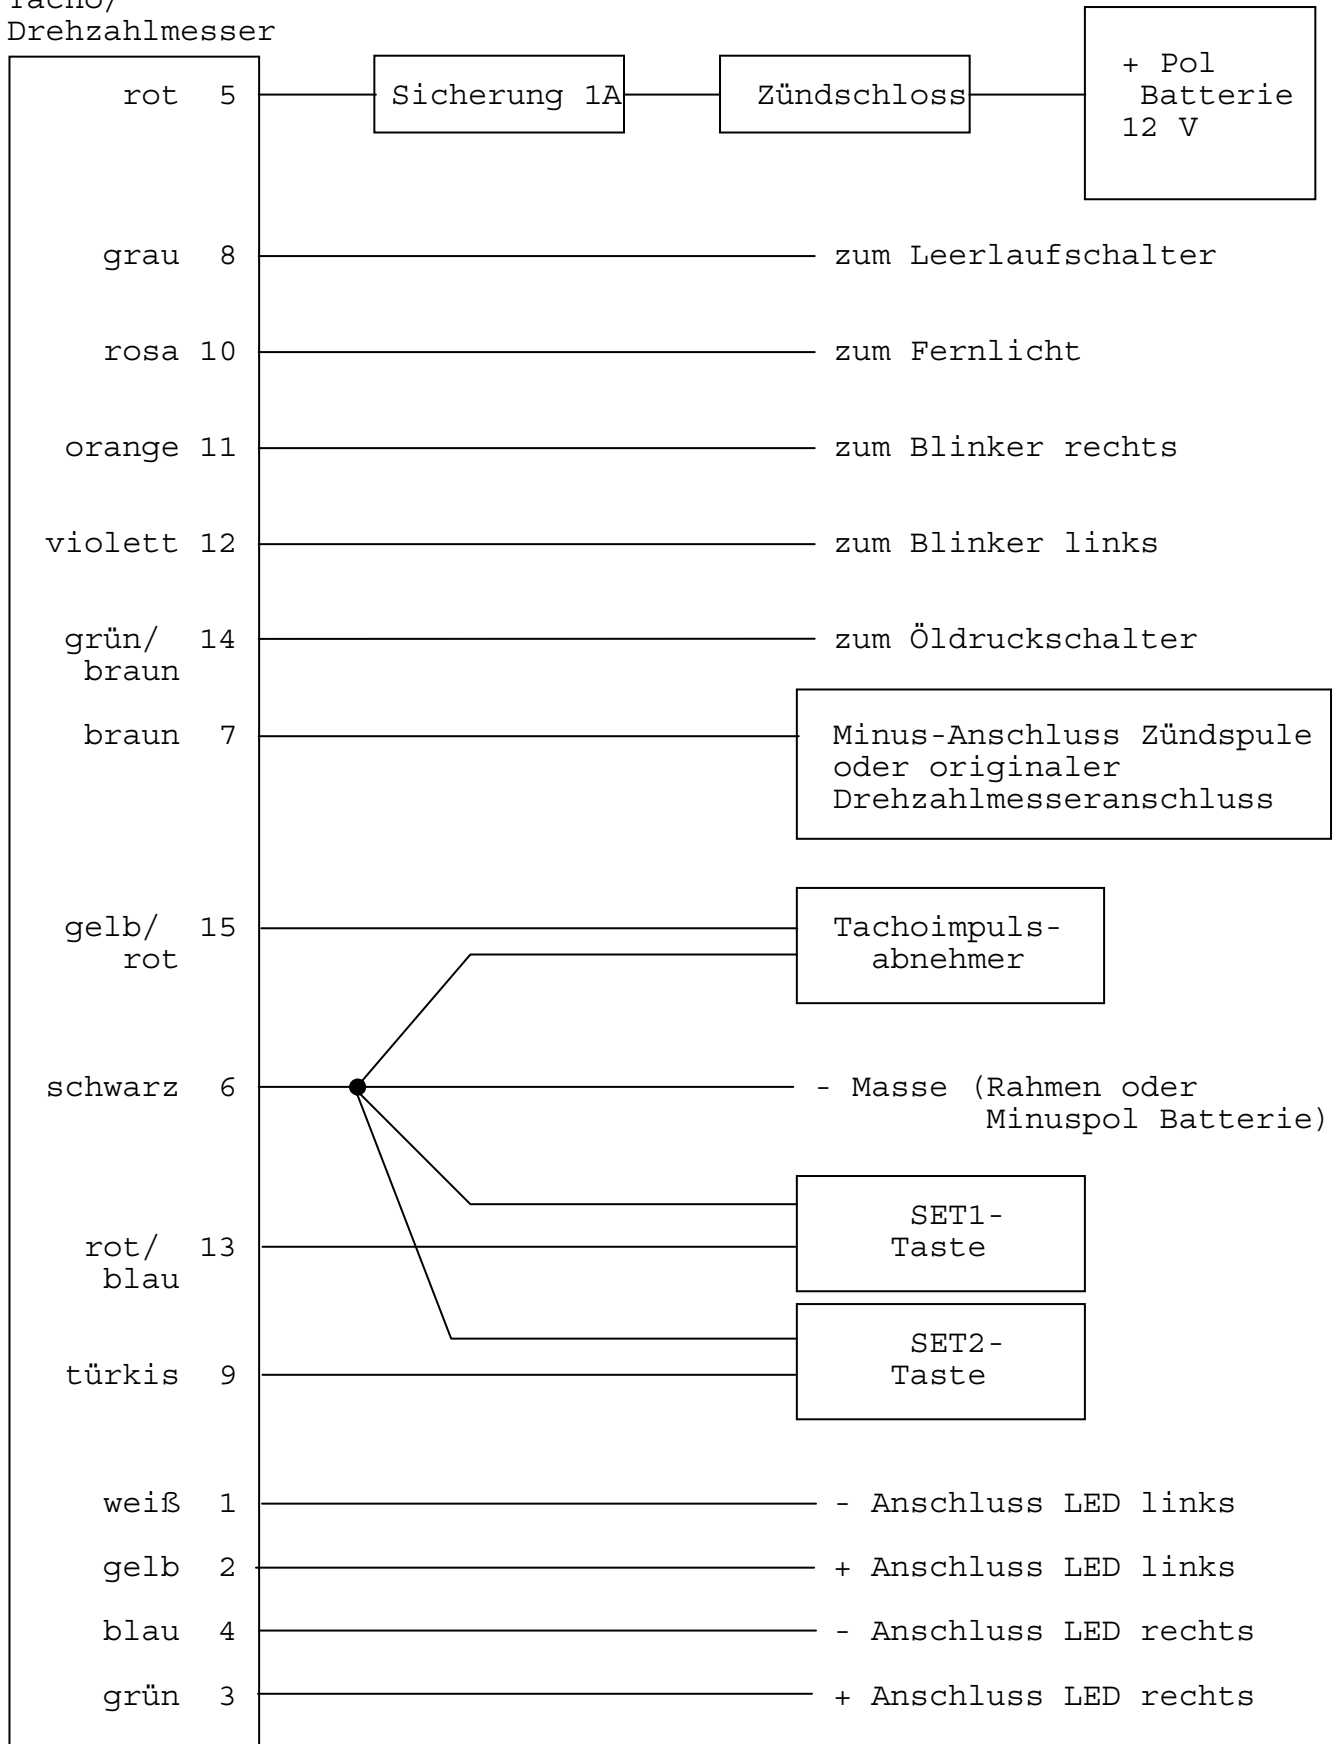 Tacho/
Drehzahlmesser
rot 5
Sicherung 1A
Zündschloss
+ Pol
Batterie
12 V
grau 8
zum Leerlaufschalter
rosa 10
zum Fernlicht
orange 11
zum Blinker rechts
violett 12
zum Blinker links
grün/ 14
braun
zum Öldruckschalter
braun 7
Minus-Anschluss Zündspule
oder originaler
Drehzahlmesseranschluss
gelb/ 15
rot
Tachoimpuls-
abnehmer
schwarz 6
- Masse (Rahmen oder
Minuspol Batterie)
rot/ 13
blau
SET1-
Taste
türkis 9
SET2-
Taste
weiß 1
- Anschluss LED links
gelb 2
+ Anschluss LED links
blau 4
- Anschluss LED rechts
grün 3
+ Anschluss LED rechts